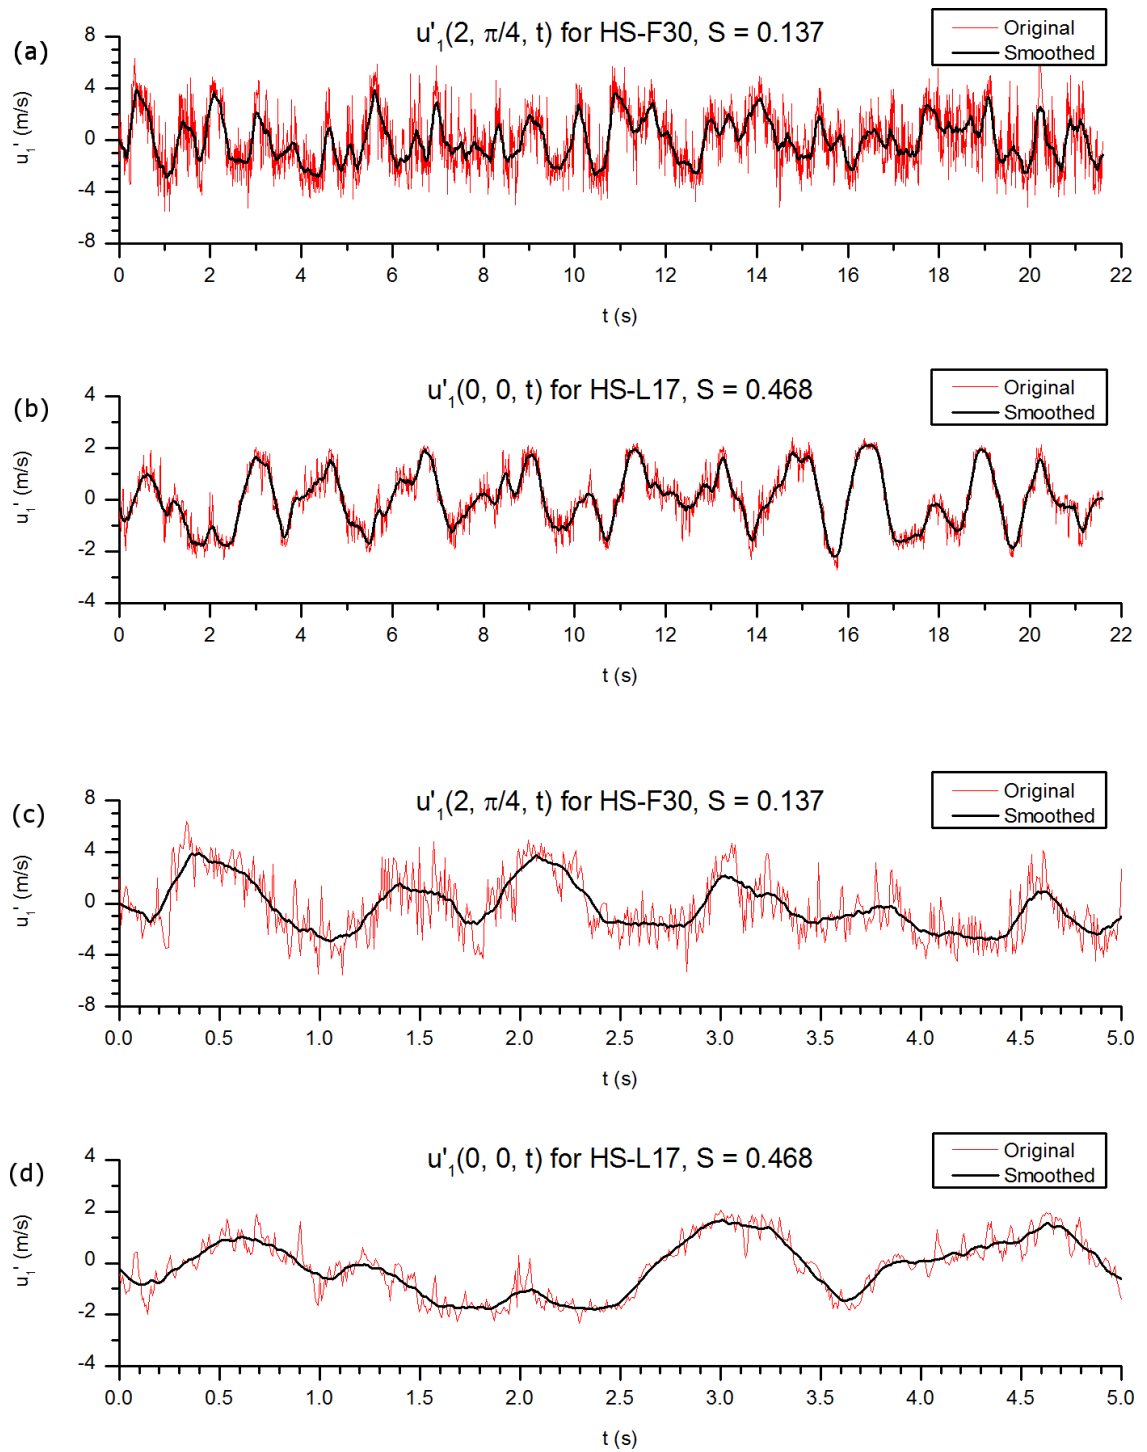 (a)
u'₁(2, π/4, t) for HS-F30, S = 0.137
Original
Smoothed
u₁' (m/s)
8
4
0
-4
-8
0 2 4 6 8 10 12 14 16 18 20 22
t (s)
(b)
u'₁(0, 0, t) for HS-L17, S = 0.468
Original
Smoothed
u₁' (m/s)
4
2
0
-2
-4
0 2 4 6 8 10 12 14 16 18 20 22
t (s)
(c)
u'₁(2, π/4, t) for HS-F30, S = 0.137
Original
Smoothed
u₁' (m/s)
8
4
0
-4
-8
0.0 0.5 1.0 1.5 2.0 2.5 3.0 3.5 4.0 4.5 5.0
t (s)
(d)
u'₁(0, 0, t) for HS-L17, S = 0.468
Original
Smoothed
u₁' (m/s)
4
2
0
-2
-4
0.0 0.5 1.0 1.5 2.0 2.5 3.0 3.5 4.0 4.5 5.0
t (s)